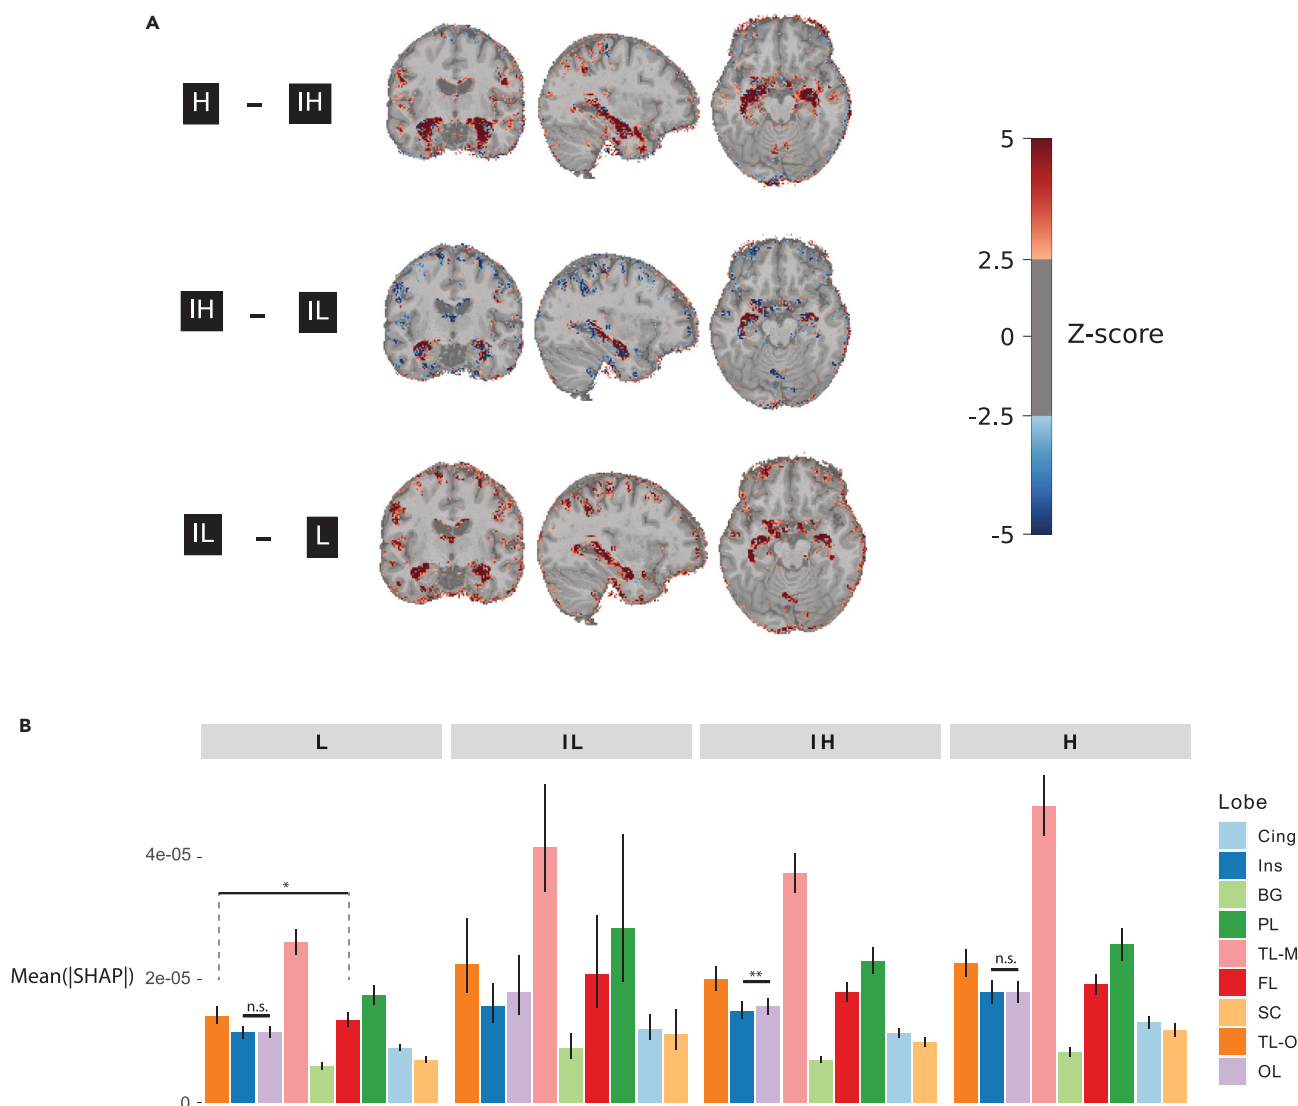 A
H – IH
IH – IL
IL – L
5
2.5
0
-2.5
-5
Z-score
B
L
IL
IH
H
Mean(|SHAP|)
4e-05
2e-05
0
*
n.s.
**
n.s.
Lobe
Cing
Ins
BG
PL
TL-M
FL
SC
TL-O
OL